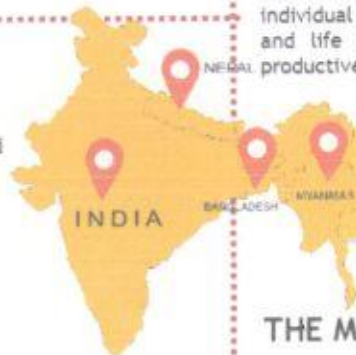 individual
and life
NEPAL productive
INDIA
BANGLADESH
MYANMAR
THE M